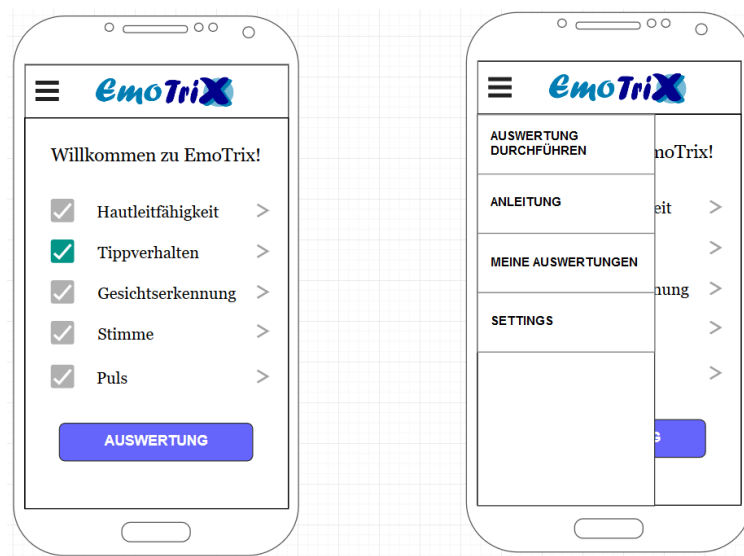 EmoTriX
Willkommen zu EmoTrix!
Hautleitfähigkeit
Tippverhalten
Gesichtserkennung
Stimme
Puls
AUSWERTUNG
EmoTriX
AUSWERTUNG
DURCHFÜHREN
moTrix!
ANLEITUNG
eit
MEINE AUSWERTUNGEN
nung
SETTINGS
G